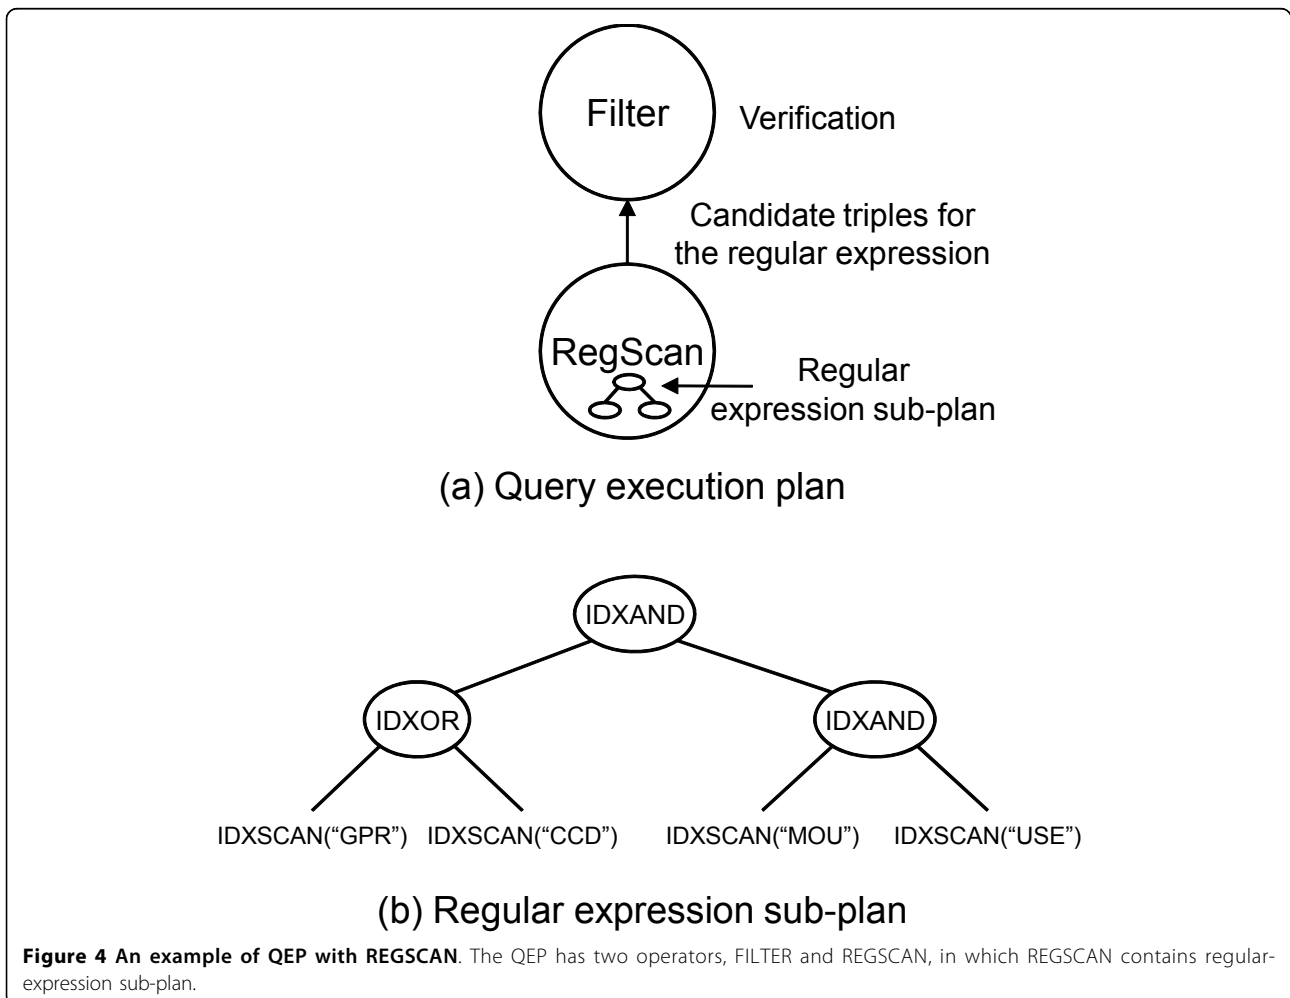 Filter
Verification
Candidate triples for
the regular expression
RegScan
Regular
expression sub-plan
(a) Query execution plan
IDXAND
IDXOR
IDXAND
IDXSCAN(“GPR”)
IDXSCAN(“CCD”)
IDXSCAN(“MOU”)
IDXSCAN(“USE”)
(b) Regular expression sub-plan
Figure 4 An example of QEP with REGSCAN. The QEP has two operators, FILTER and REGSCAN, in which REGSCAN contains regular-
expression sub-plan.